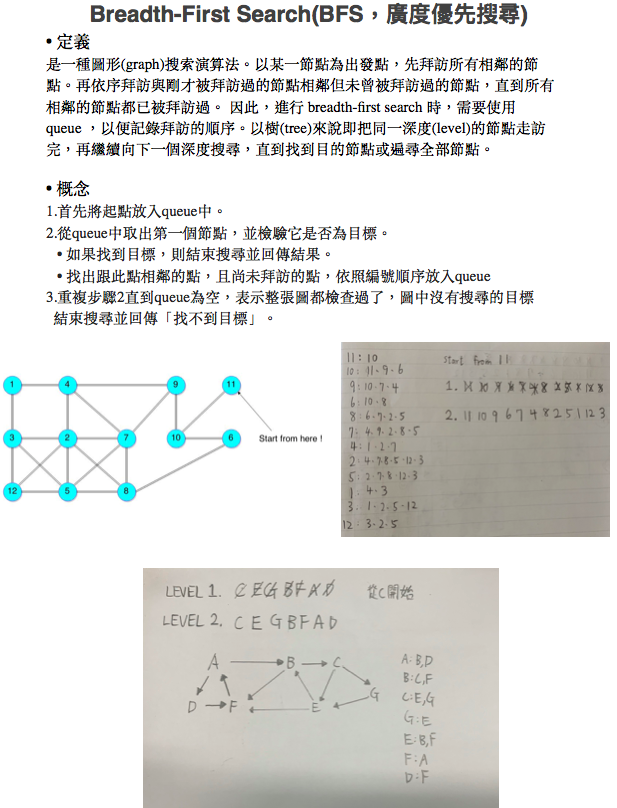 Breadth-First Search(BFS，廣度優先搜尋)
• 定義
是一種圖形(graph)搜索演算法。以某一節點為出發點，先拜訪所有相鄰的節
點。再依序拜訪與剛才被拜訪過的節點相鄰但未曾被拜訪過的節點，直到所有
相鄰的節點都已被拜訪過。 因此，進行 breadth-first search 時，需要使用
queue ，以便記錄拜訪的順序。以樹(tree)來說即把同一深度(level)的節點走訪
完，再繼續向下一個深度搜尋，直到找到目的節點或遍尋全部節點。
• 概念
1.首先將起點放入queue中。
2.從queue中取出第一個節點，並檢驗它是否為目標。
• 如果找到目標，則結束搜尋並回傳結果。
• 找出跟此點相鄰的點，且尚未拜訪的點，依照編號順序放入queue
3.重複步驟2直到queue為空，表示整張圖都檢查過了，圖中沒有搜尋的目標
結束搜尋並回傳「找不到目標」。
1 4 9 11
3 2 7 10 6
Start from here !
12 5 8
11: 10
10: 11、9、6
9: 10、7、4
6: 10、8
8: 6、7、2、5
7: 4、9、2、8、5
4: 1、2、7
2: 4、7、8、5、12、3
5: 2、7、8、12、3
1: 4、3
3: 1、2、5、12
12: 3、2、5
start from 11
1.
2. 11 10 9 6 7 4 8 2 5 1 12 3
LEVEL 1. C E G B F A D 從C開始
LEVEL 2. C E G B F A D
A B C
G
D F E
A: B,D
B: C,F
C: E,G
G: E
E: B,F
F: A
D: F